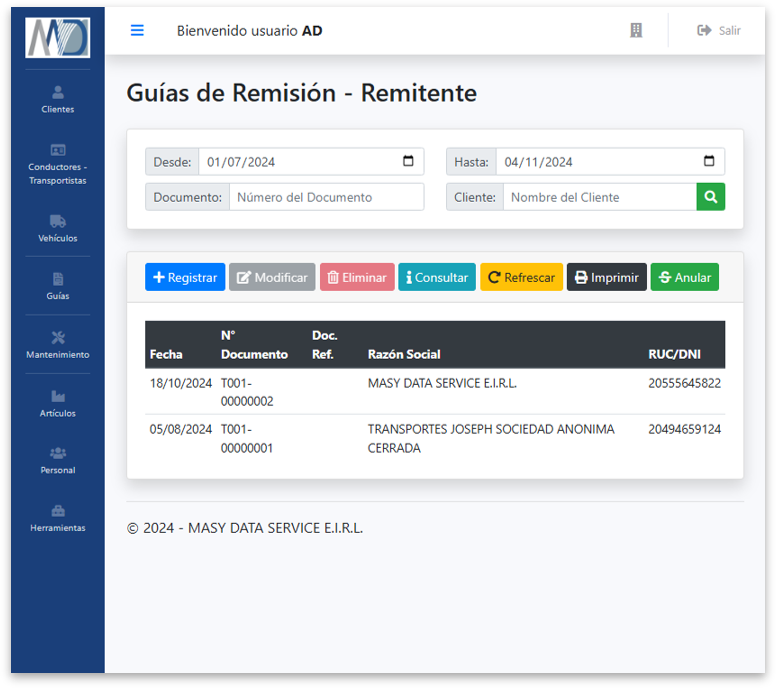 MD
Bienvenido usuario AD
Salir
Clientes
Conductores -
Transportistas
Vehículos
Guías
Mantenimiento
Artículos
Personal
Herramientas
Guías de Remisión - Remitente
Desde: 01/07/2024
Hasta: 04/11/2024
Documento: Número del Documento
Cliente: Nombre del Cliente
Registrar Modificar Eliminar Consultar Refrescar Imprimir Anular
Fecha N° Documento Doc. Ref. Razón Social RUC/DNI
18/10/2024 T001-00000002 MASY DATA SERVICE E.I.R.L. 20555645822
05/08/2024 T001-00000001 TRANSPORTES JOSEPH SOCIEDAD ANONIMA CERRADA 20494659124
© 2024 - MASY DATA SERVICE E.I.R.L.